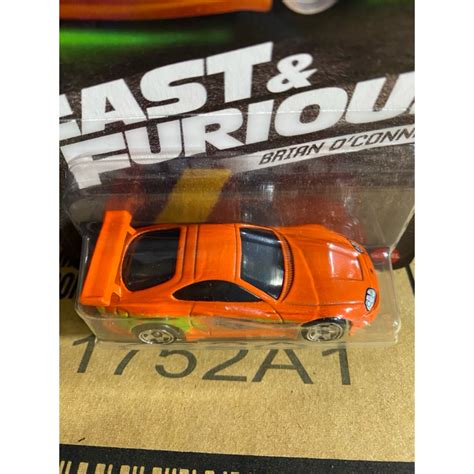 FAST &
FURIOUS
BRIAN O'CONN
1752A1